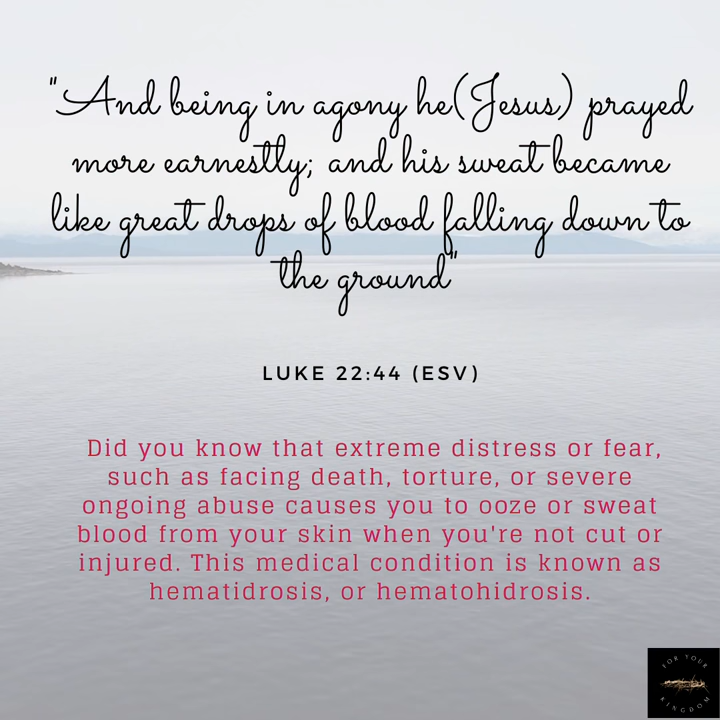 "And being in agony he(Jesus) prayed
more earnestly; and his sweat became
like great drops of blood falling down to
the ground"
LUKE 22:44 (ESV)
Did you know that extreme distress or fear,
such as facing death, torture, or severe
ongoing abuse causes you to ooze or sweat
blood from your skin when you're not cut or
injured. This medical condition is known as
hematidrosis, or hematohidrosis.
FOR YOUR
KINGDOM